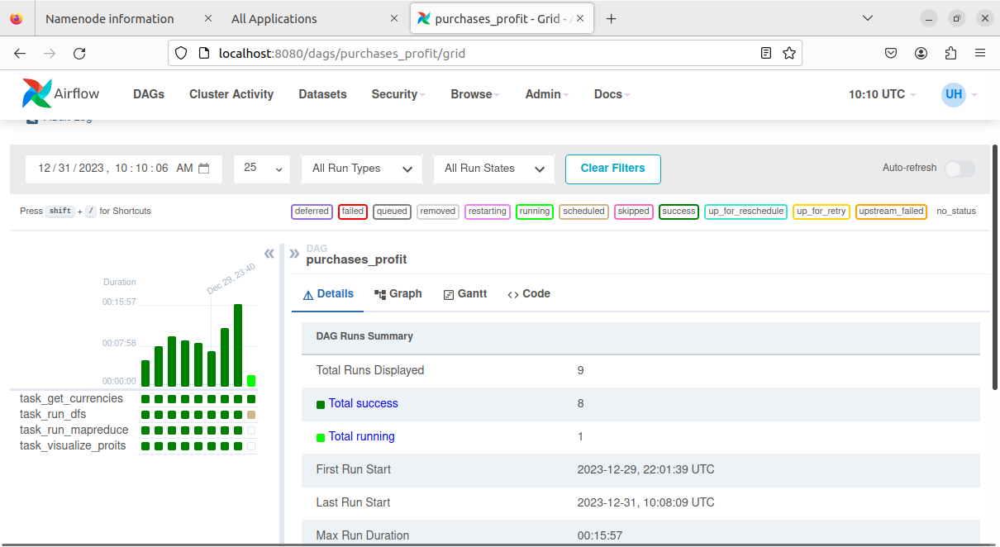 Namenode information
All Applications
purchases_profit - Grid - A
localhost:8080/dags/purchases_profit/grid
Airflow
DAGs
Cluster Activity
Datasets
Security
Browse
Admin
Docs
10:10 UTC
UH
Audit Log
12/31/2023, 10:10:06 AM
25
All Run Types
All Run States
Clear Filters
Auto-refresh
Press shift + / for Shortcuts
deferred
failed
queued
removed
restarting
running
scheduled
skipped
success
up_for_reschedule
up_for_retry
upstream_failed
no_status
Duration
Dec 29, 23:40
00:15:57
00:07:58
00:00:00
task_get_currencies
task_run_dfs
task_run_mapreduce
task_visualize_proits
DAG
purchases_profit
Details
Graph
Gantt
Code
DAG Runs Summary
Total Runs Displayed 9
Total success 8
Total running 1
First Run Start 2023-12-29, 22:01:39 UTC
Last Run Start 2023-12-31, 10:08:09 UTC
Max Run Duration 00:15:57